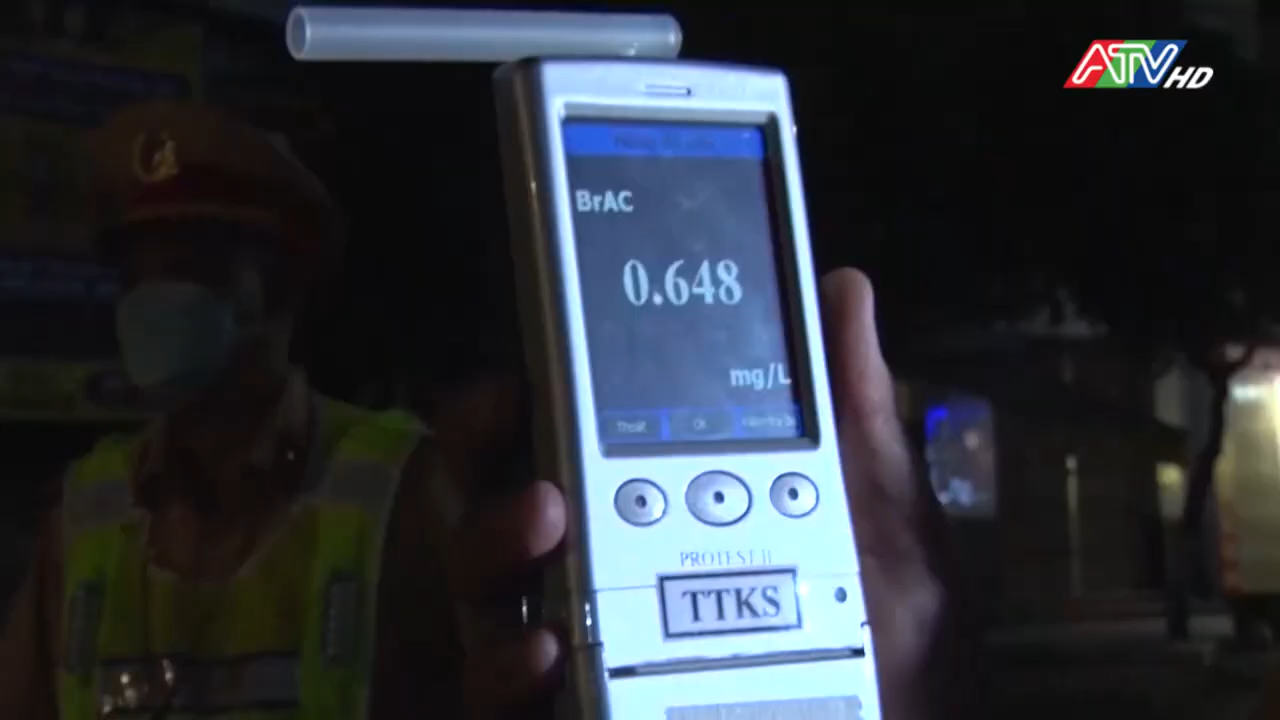 ATV HD
BrAC
0.648
mg/L
Thoát
OK
PROTEST II
TTKS